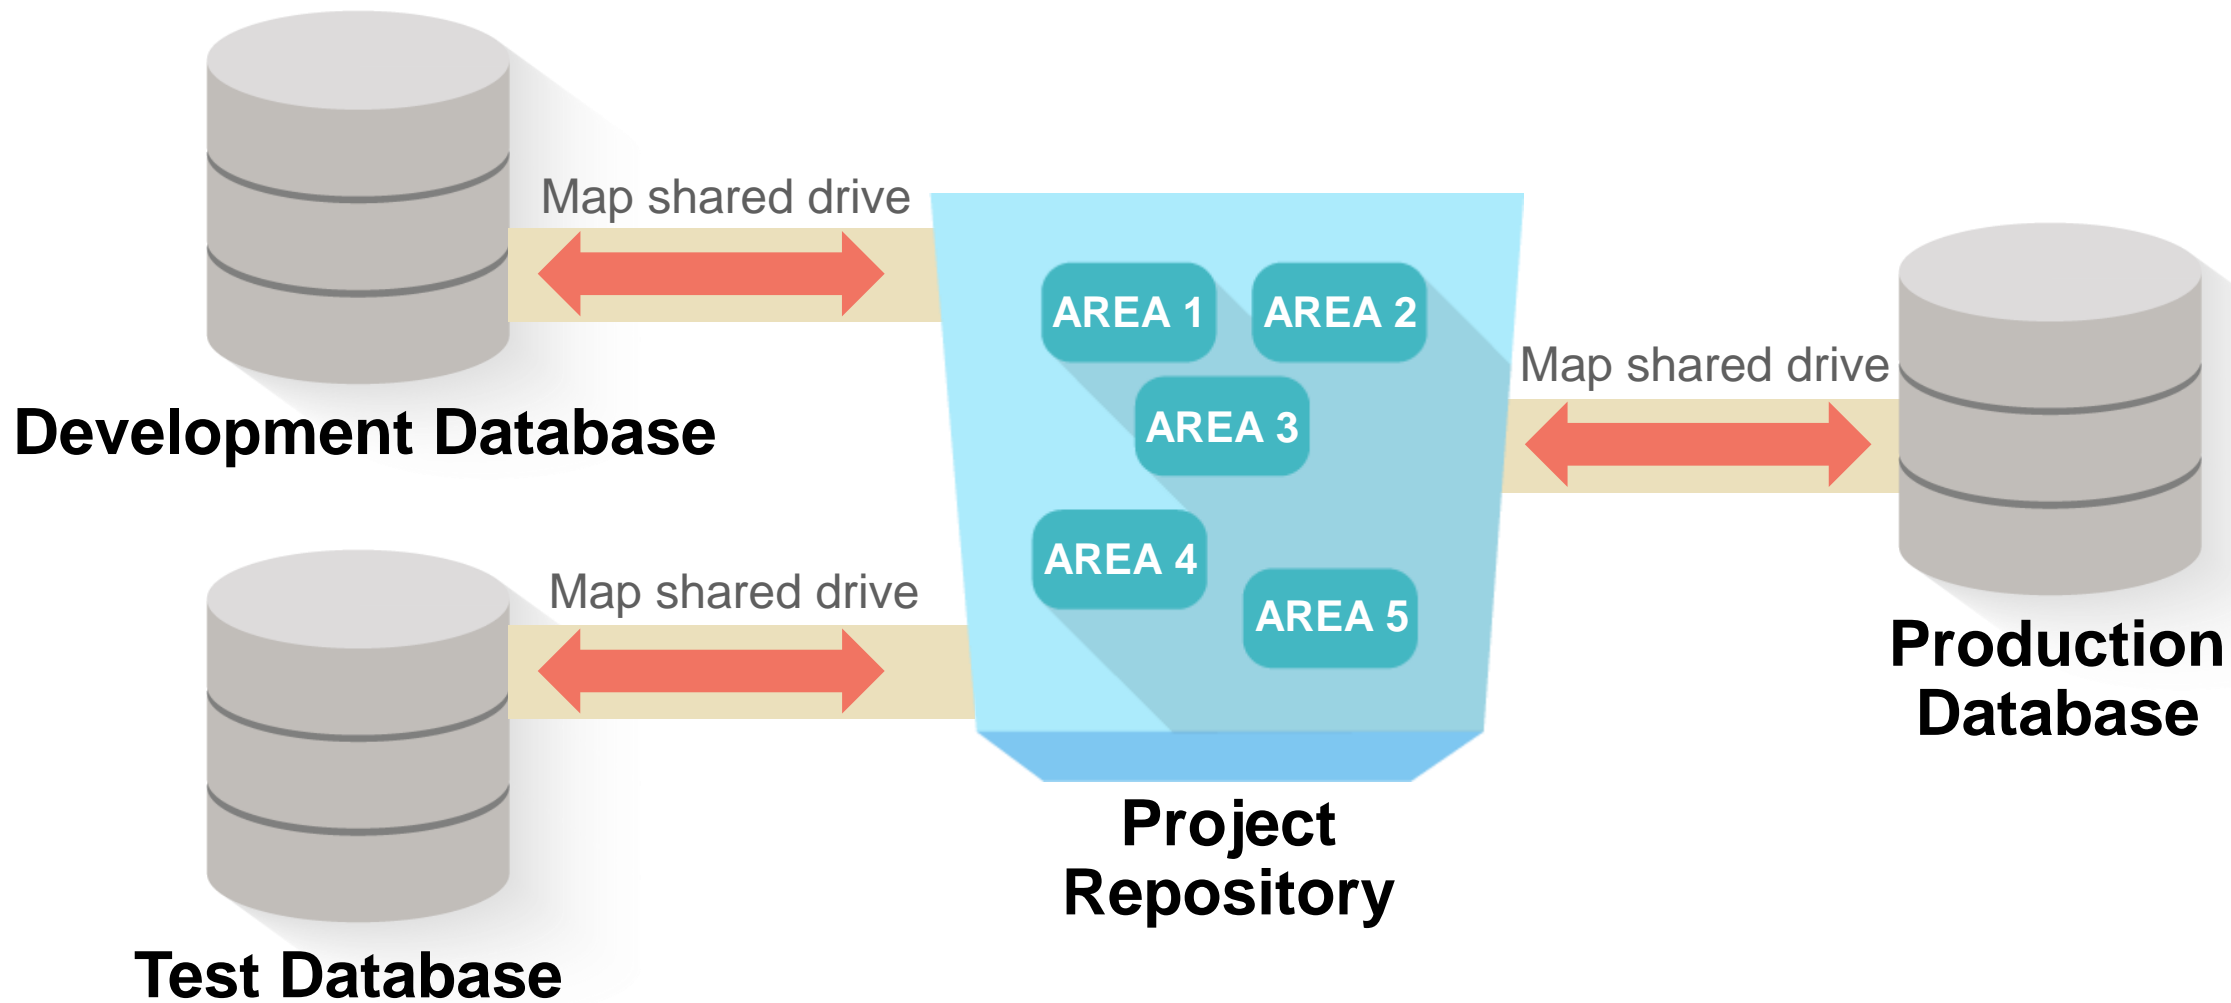 Map shared drive
Development Database
Map shared drive
Test Database
AREA 1
AREA 2
AREA 3
AREA 4
AREA 5
Project
Repository
Map shared drive
Production
Database